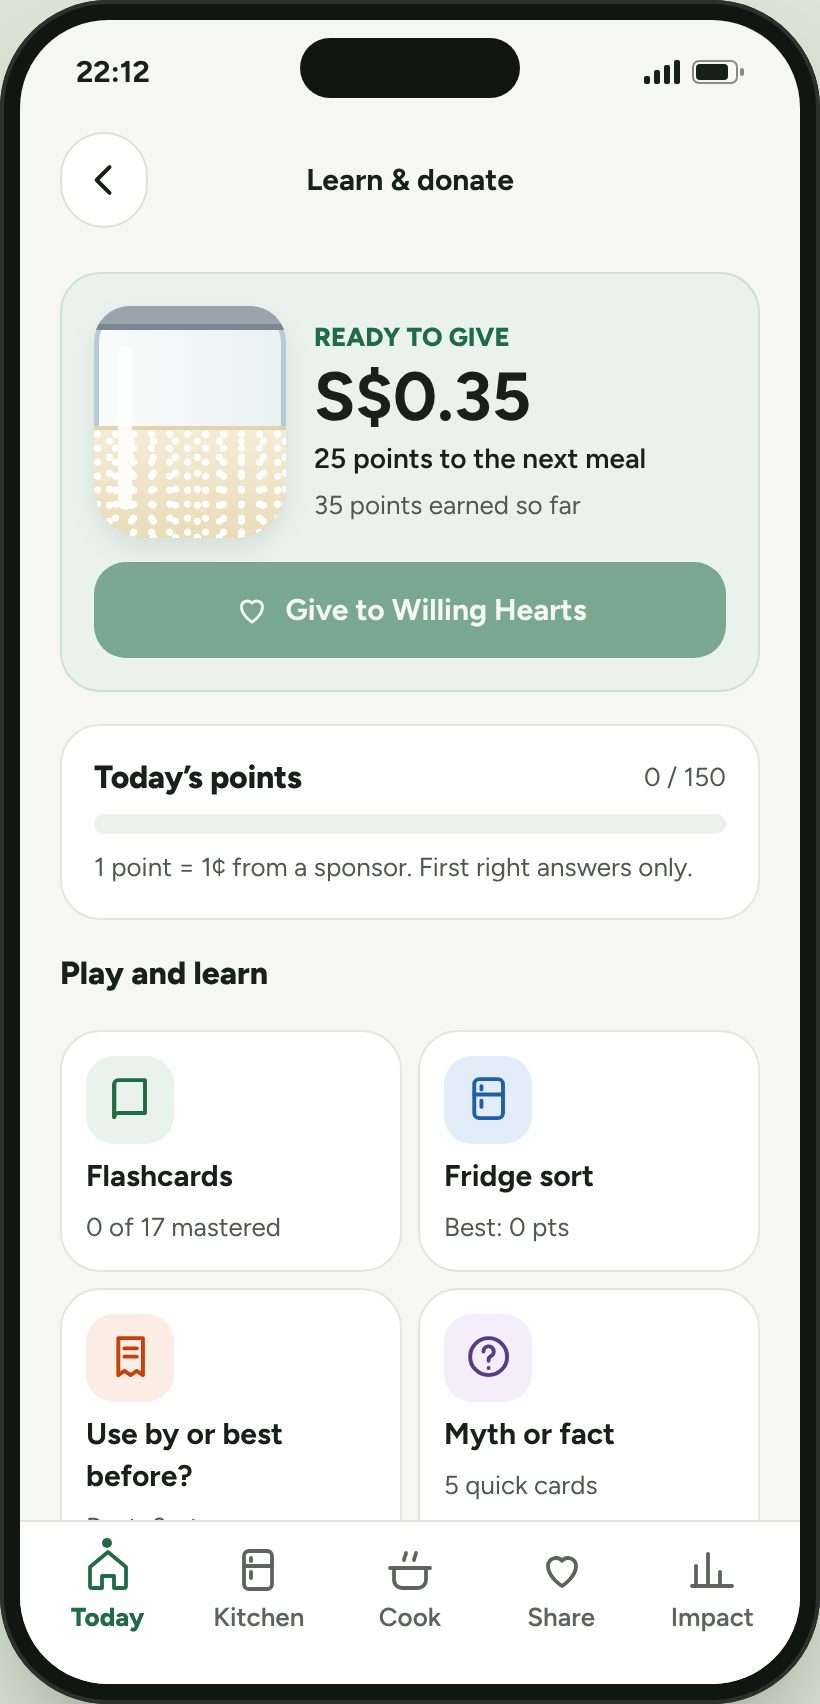 22:12
Learn & donate
READY TO GIVE
S$0.35
25 points to the next meal
35 points earned so far
Give to Willing Hearts
Today’s points
0 / 150
1 point = 1¢ from a sponsor. First right answers only.
Play and learn
Flashcards
0 of 17 mastered
Fridge sort
Best: 0 pts
Use by or best
before?
Myth or fact
5 quick cards
Today
Kitchen
Cook
Share
Impact